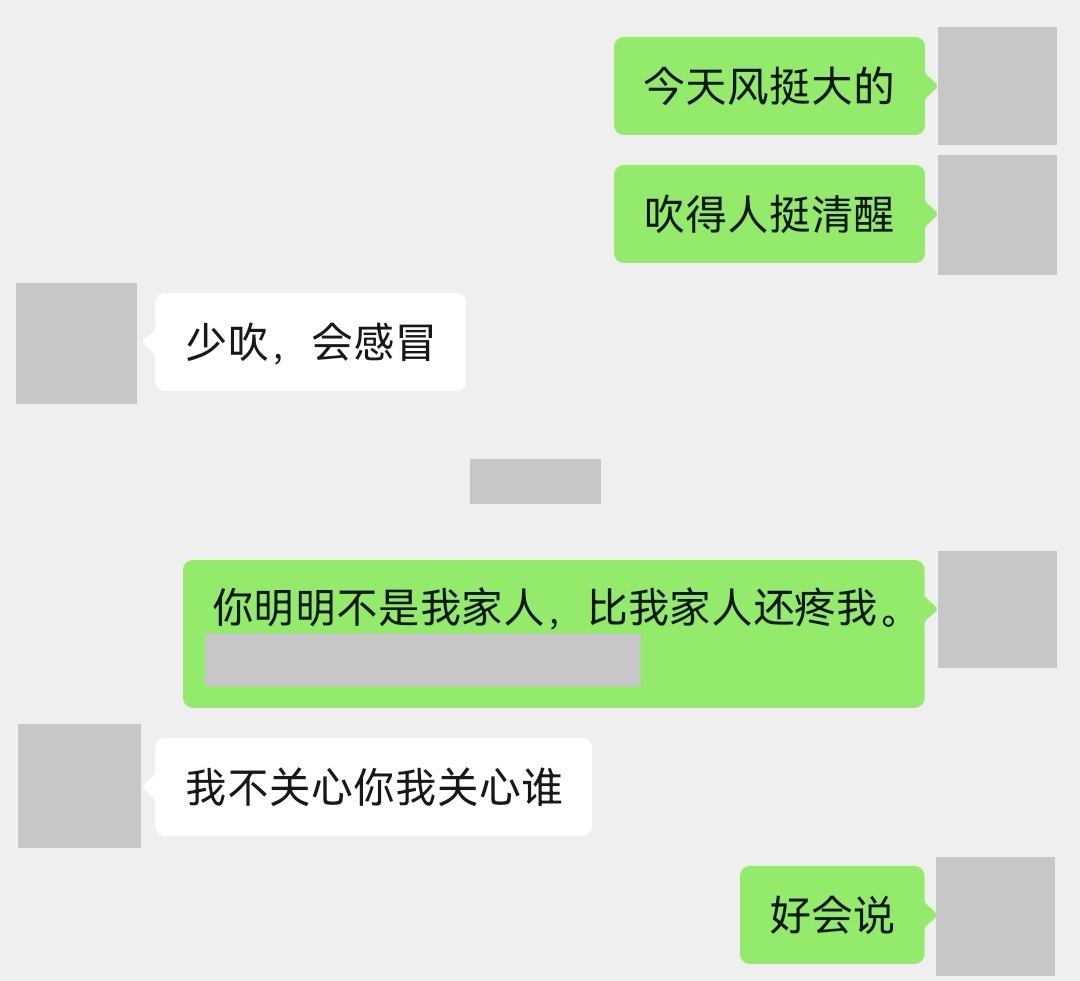 今天风挺大的
吹得人挺清醒
少吹，会感冒
你明明不是我家人，比我家人还疼我。
我不关心你我关心谁
好会说